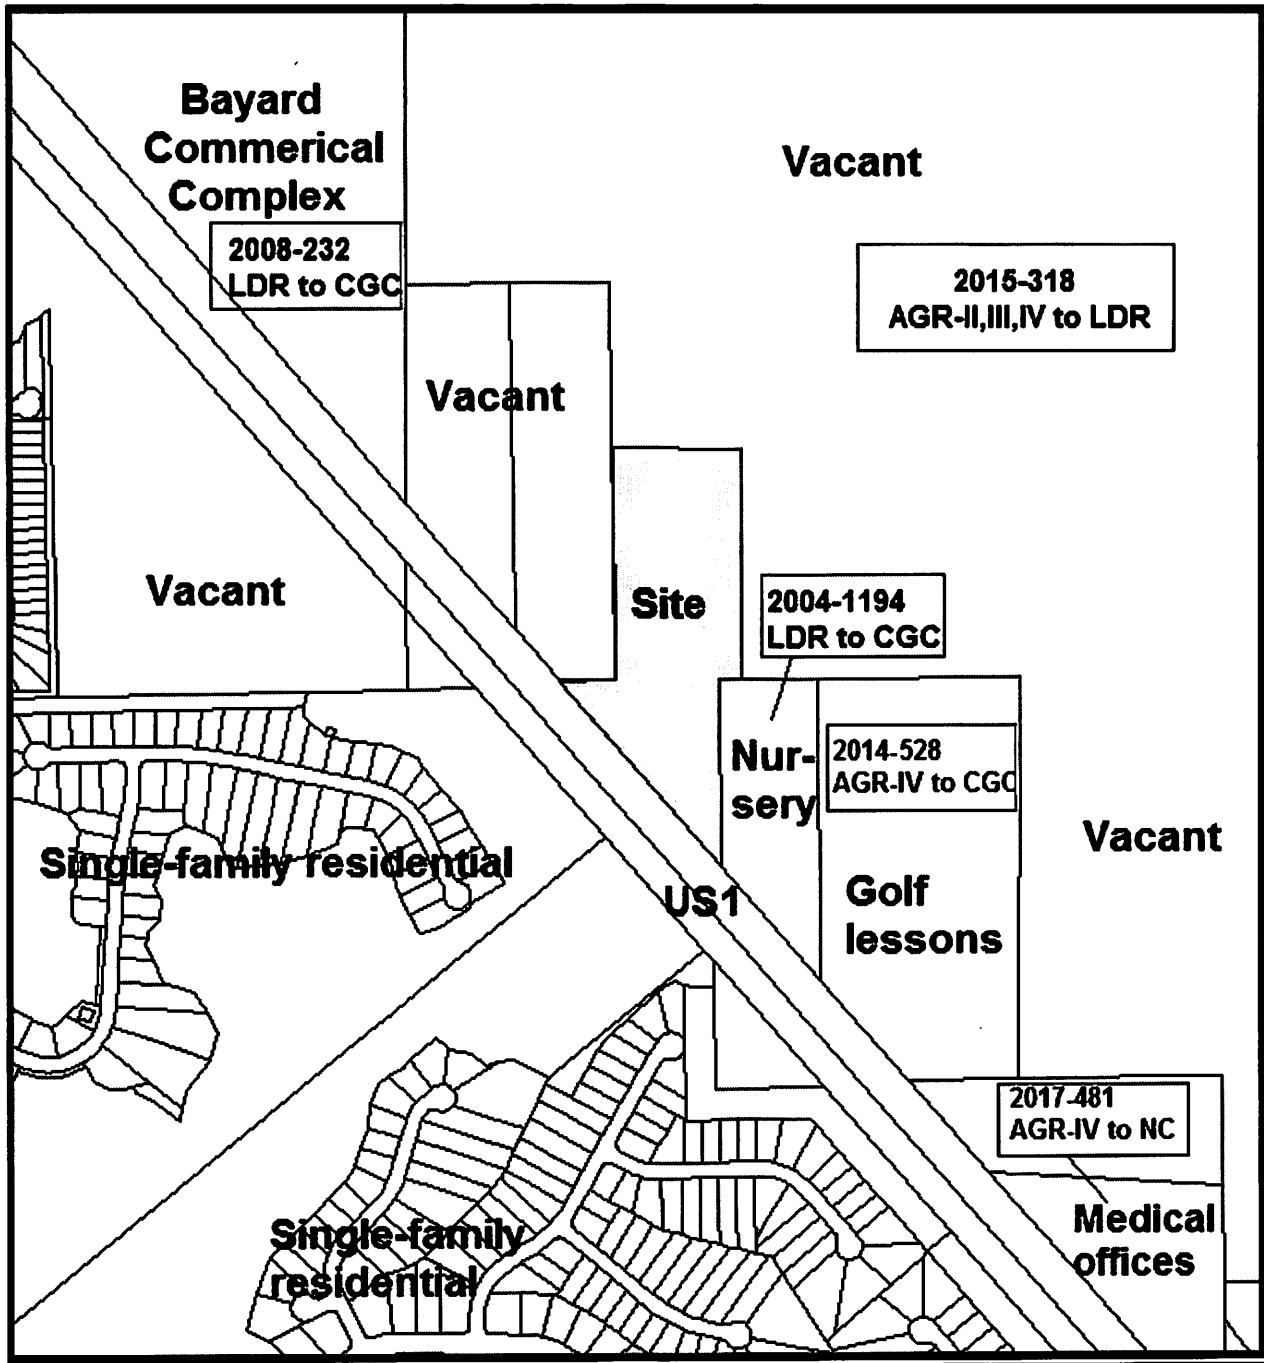 Bayard
Commerical
Complex
2008-232
LDR to CGC
Vacant
2015-318
AGR-II,III,IV to LDR
Vacant
Vacant
Site
2004-1194
LDR to CGC
Nur-
sery
2014-528
AGR-IV to CGC
Vacant
Single-family residential
US1
Golf
lessons
2017-481
AGR-IV to NC
Single-family
residential
Medical
offices